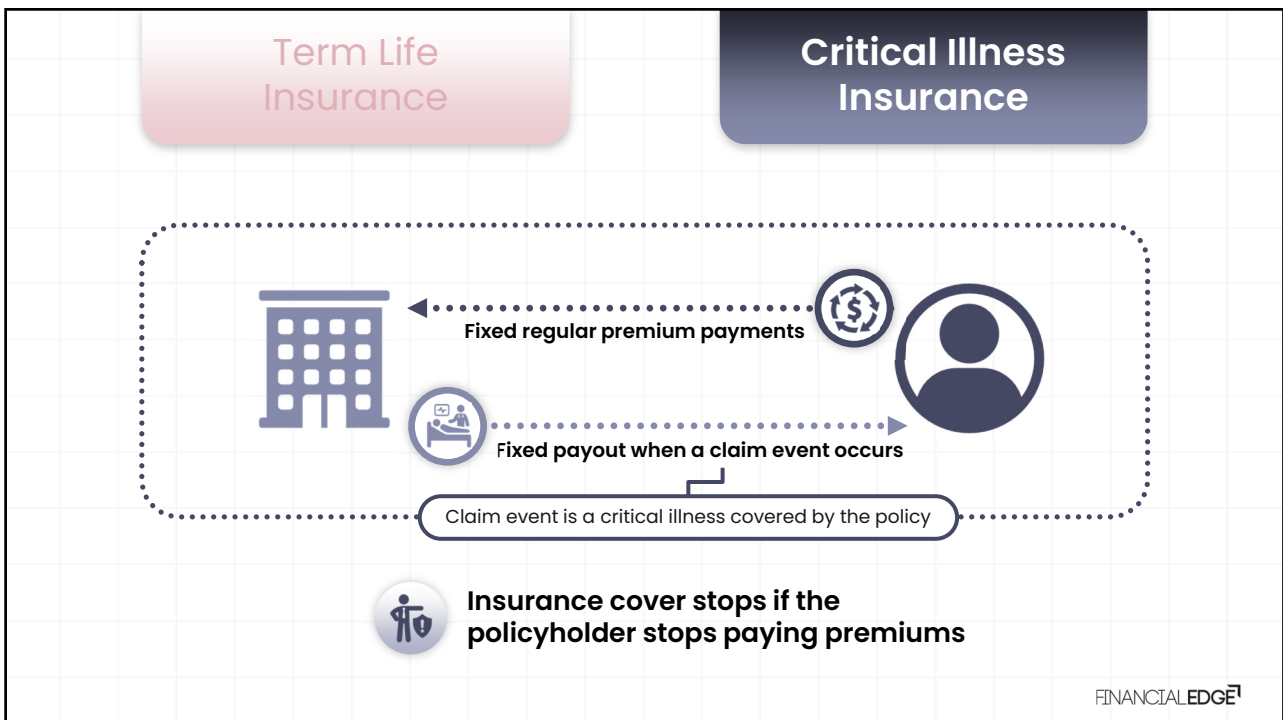 Term Life
Insurance
Critical Illness
Insurance
$
Fixed regular premium payments
Fixed payout when a claim event occurs
Claim event is a critical illness covered by the policy
Insurance cover stops if the
policyholder stops paying premiums
FINANCIALEDGE